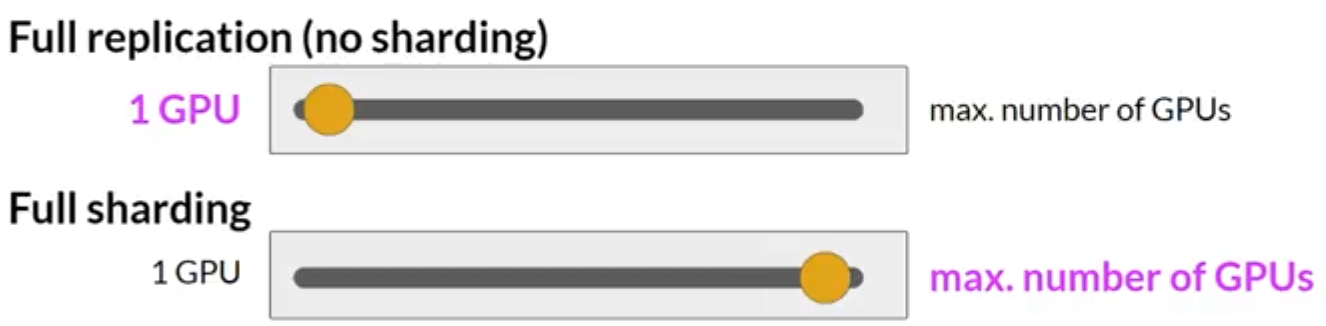 Full replication (no sharding)
1 GPU max. number of GPUs
Full sharding
1 GPU max. number of GPUs